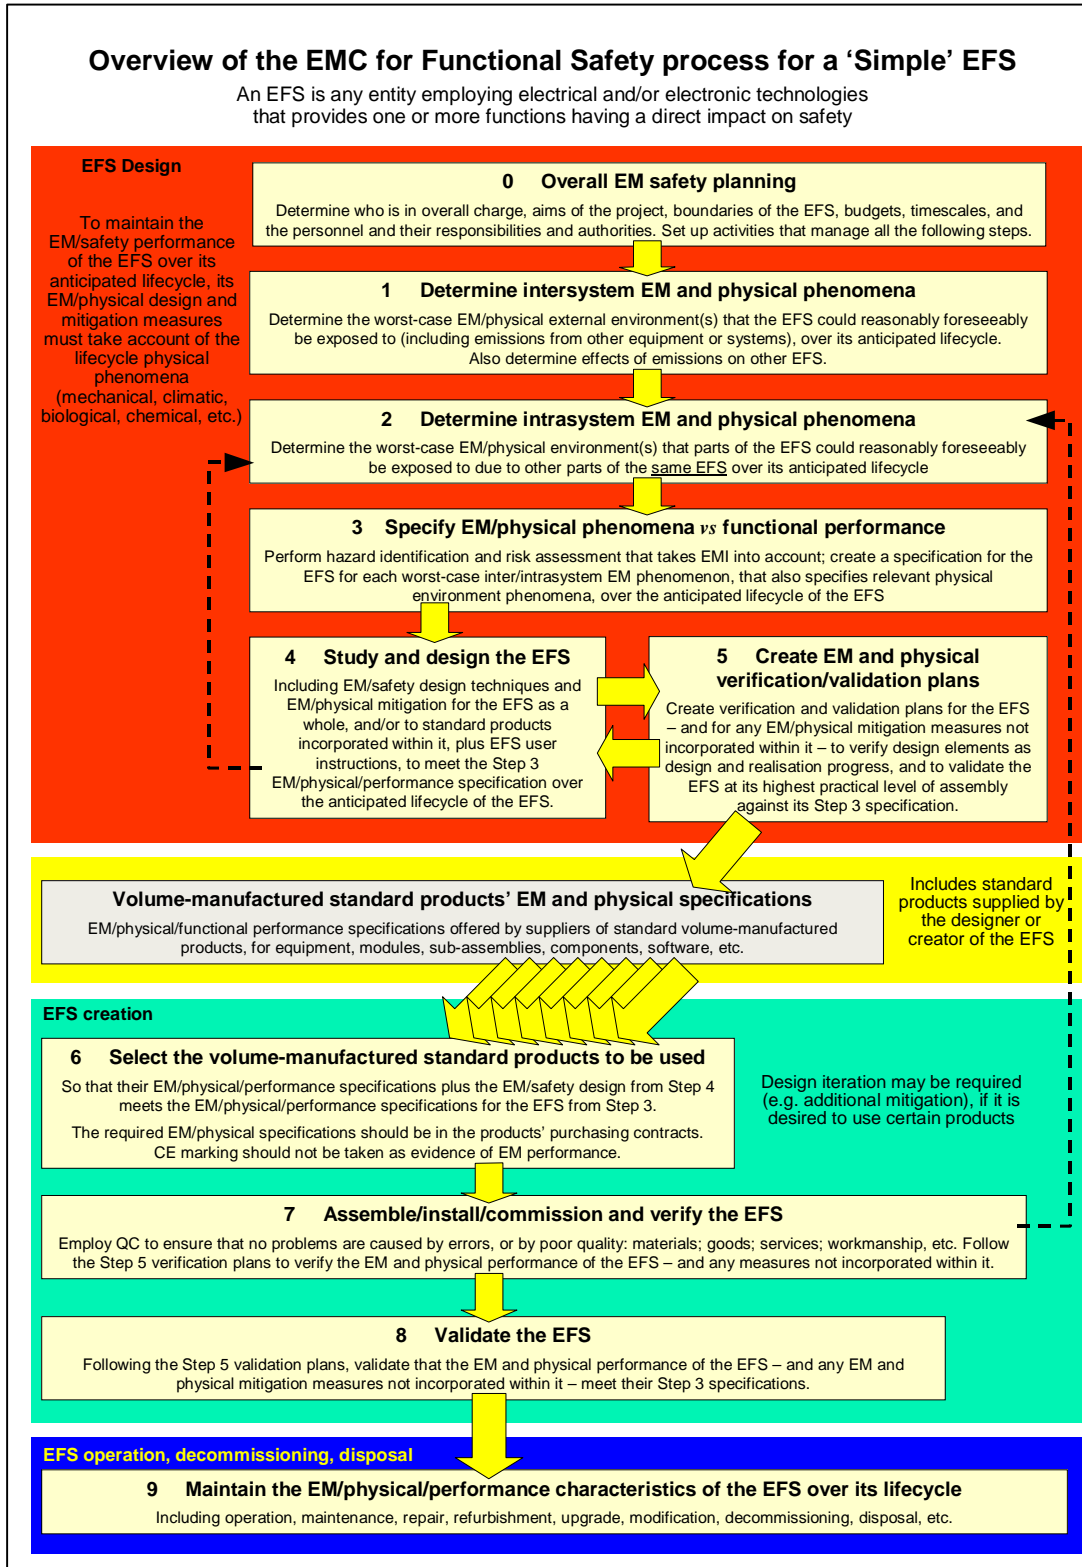 Overview of the EMC for Functional Safety process for a ‘Simple’ EFS
An EFS is any entity employing electrical and/or electronic technologies
that provides one or more functions having a direct impact on safety
EFS Design
To maintain the
EM/safety performance
of the EFS over its
anticipated lifecycle, its
EM/physical design and
mitigation measures
must take account of the
lifecycle physical
phenomena
(mechanical, climatic,
biological, chemical, etc.)
0 Overall EM safety planning
Determine who is in overall charge, aims of the project, boundaries of the EFS, budgets, timescales, and
the personnel and their responsibilities and authorities. Set up activities that manage all the following steps.
1 Determine intersystem EM and physical phenomena
Determine the worst-case EM/physical external environment(s) that the EFS could reasonably foreseeably
be exposed to (including emissions from other equipment or systems), over its anticipated lifecycle.
Also determine effects of emissions on other EFS.
2 Determine intrasystem EM and physical phenomena
Determine the worst-case EM/physical environment(s) that parts of the EFS could reasonably foreseeably
be exposed to due to other parts of the same EFS over its anticipated lifecycle
3 Specify EM/physical phenomena vs functional performance
Perform hazard identification and risk assessment that takes EMI into account; create a specification for the
EFS for each worst-case inter/intrasystem EM phenomenon, that also specifies relevant physical
environment phenomena, over the anticipated lifecycle of the EFS
4 Study and design the EFS
Including EM/safety design techniques and
EM/physical mitigation for the EFS as a
whole, and/or to standard products
incorporated within it, plus EFS user
instructions, to meet the Step 3
EM/physical/performance specification over
the anticipated lifecycle of the EFS.
5 Create EM and physical
verification/validation plans
Create verification and validation plans for the EFS
– and for any EM/physical mitigation measures not
incorporated within it – to verify design elements as
design and realisation progress, and to validate the
EFS at its highest practical level of assembly
against its Step 3 specification.
Volume-manufactured standard products’ EM and physical specifications
EM/physical/functional performance specifications offered by suppliers of standard volume-manufactured
products, for equipment, modules, sub-assemblies, components, software, etc.
Includes standard
products supplied by
the designer or
creator of the EFS
EFS creation
6 Select the volume-manufactured standard products to be used
So that their EM/physical/performance specifications plus the EM/safety design from Step 4
meets the EM/physical/performance specifications for the EFS from Step 3.
The required EM/physical specifications should be in the products’ purchasing contracts.
CE marking should not be taken as evidence of EM performance.
Design iteration may be required
(e.g. additional mitigation), if it is
desired to use certain products
7 Assemble/install/commission and verify the EFS
Employ QC to ensure that no problems are caused by errors, or by poor quality: materials; goods; services; workmanship, etc. Follow
the Step 5 verification plans to verify the EM and physical performance of the EFS – and any measures not incorporated within it.
8 Validate the EFS
Following the Step 5 validation plans, validate that the EM and physical performance of the EFS – and any EM and
physical mitigation measures not incorporated within it – meet their Step 3 specifications.
EFS operation, decommissioning, disposal
9 Maintain the EM/physical/performance characteristics of the EFS over its lifecycle
Including operation, maintenance, repair, refurbishment, upgrade, modification, decommissioning, disposal, etc.